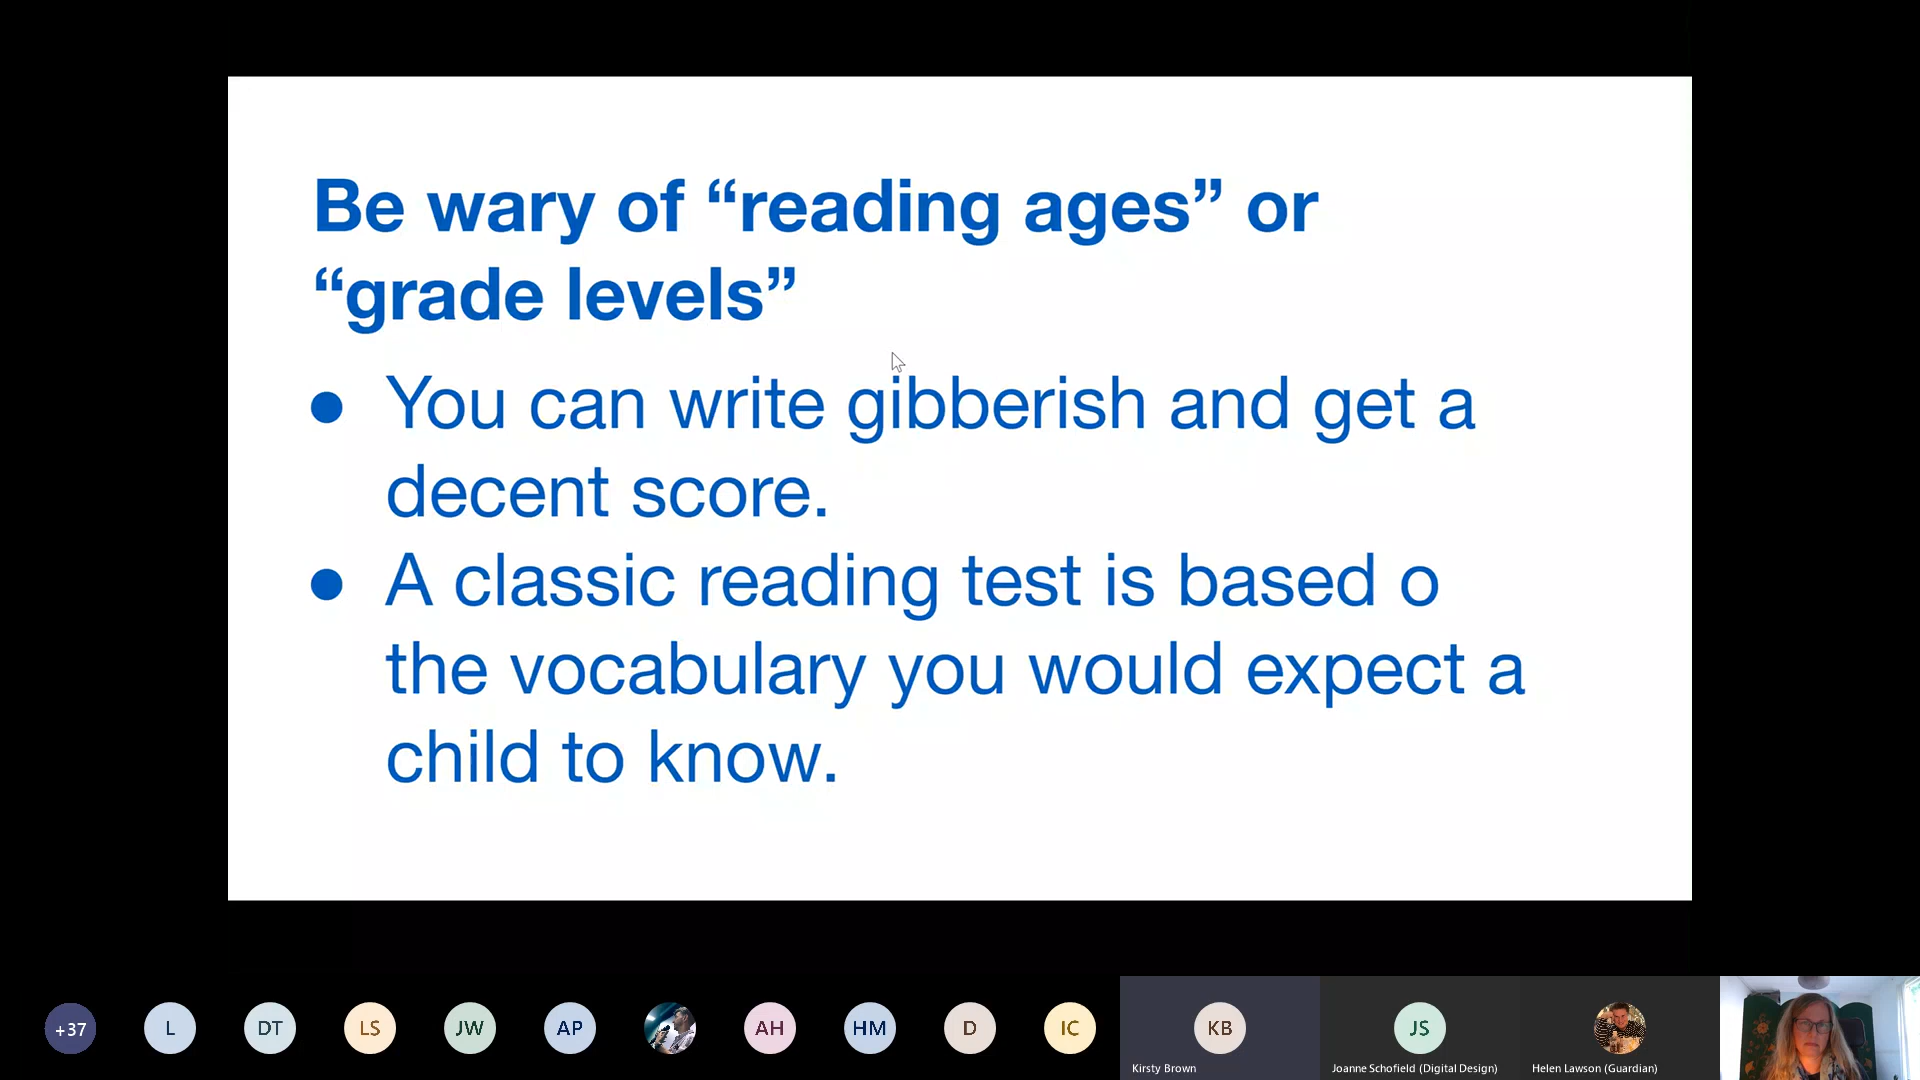 Be wary of “reading ages” or
“grade levels”
● You can write gibberish and get a
decent score.
● A classic reading test is based o
the vocabulary you would expect a
child to know.
+37
L
DT
LS
JW
AP
AH
HM
D
IC
KB
JS
Kirsty Brown
Joanne Schofield (Digital Design)
Helen Lawson (Guardian)